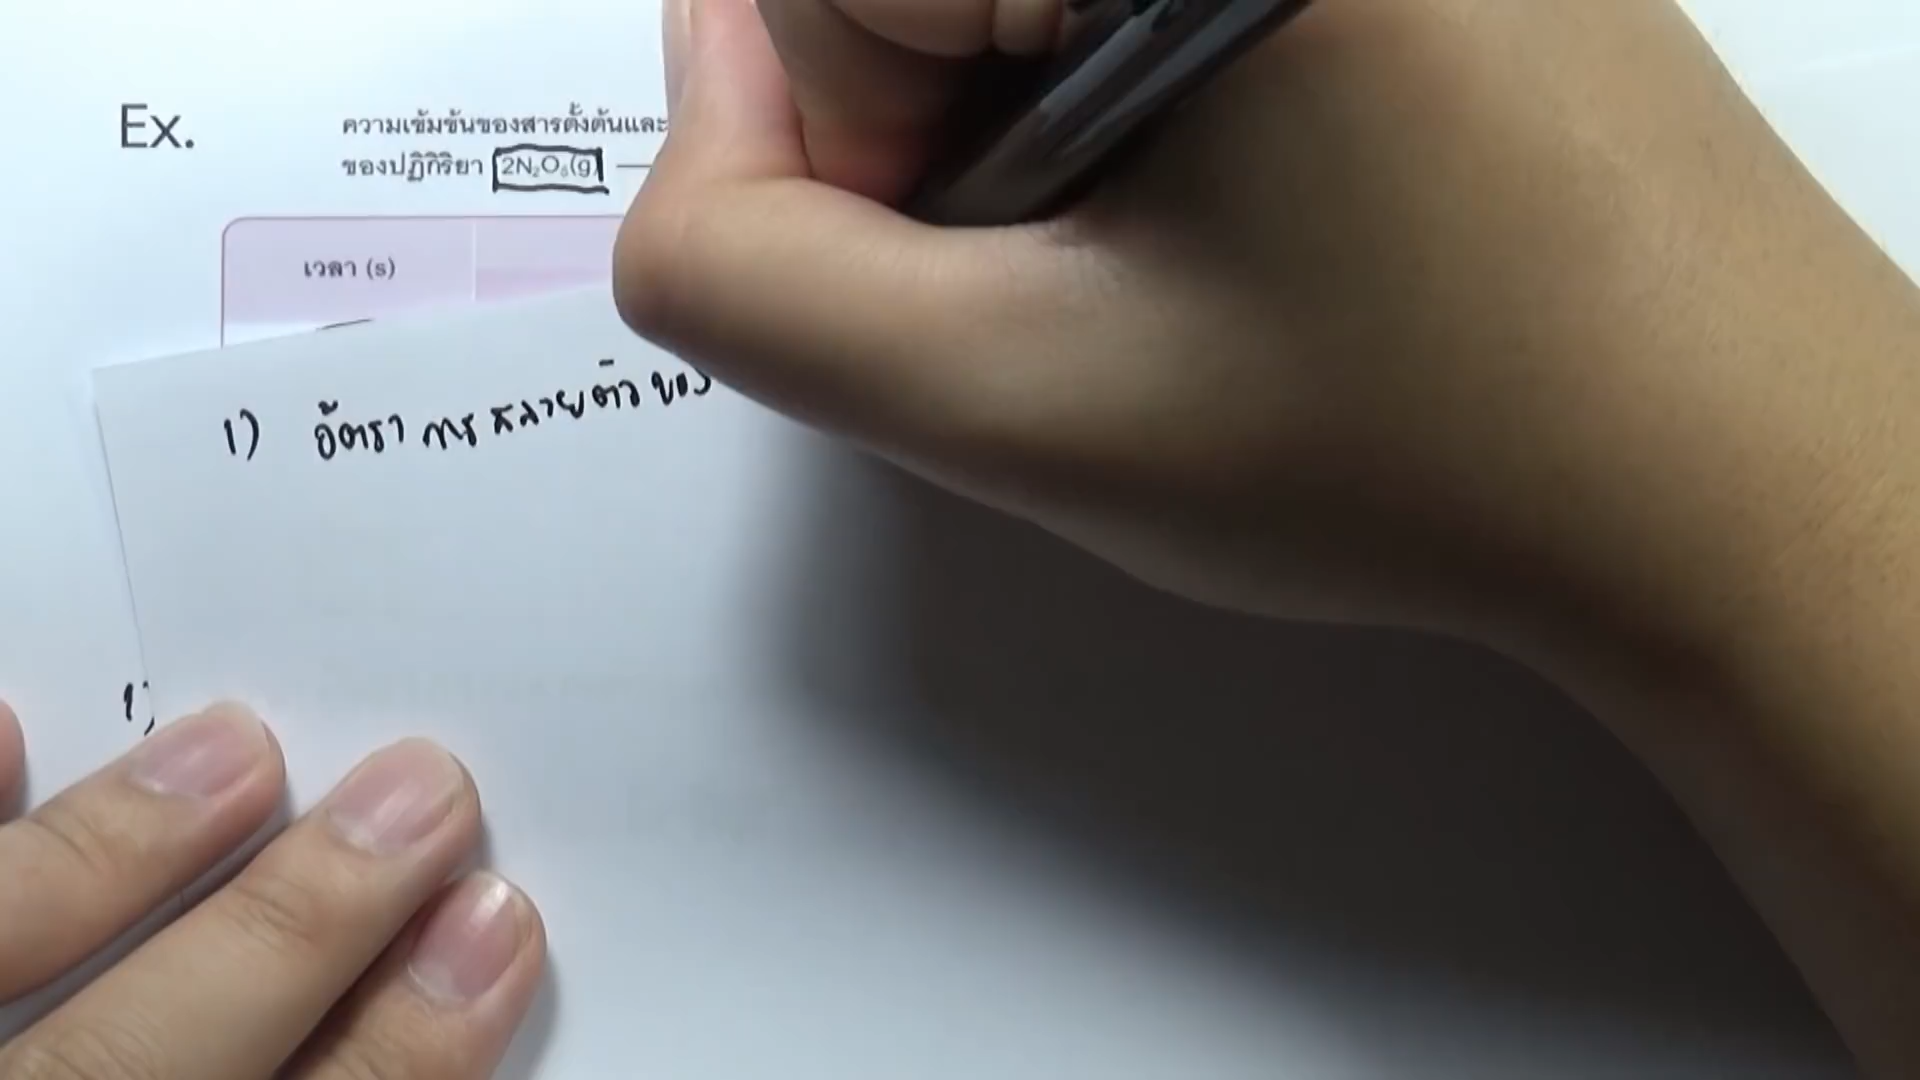 Ex.
ความเข้มข้นของสารตั้งต้นและ
ของปฏิกิริยา 2N₂O₅(g)
เวลา (s)
1) อัตราการสลายตัวของ
1)